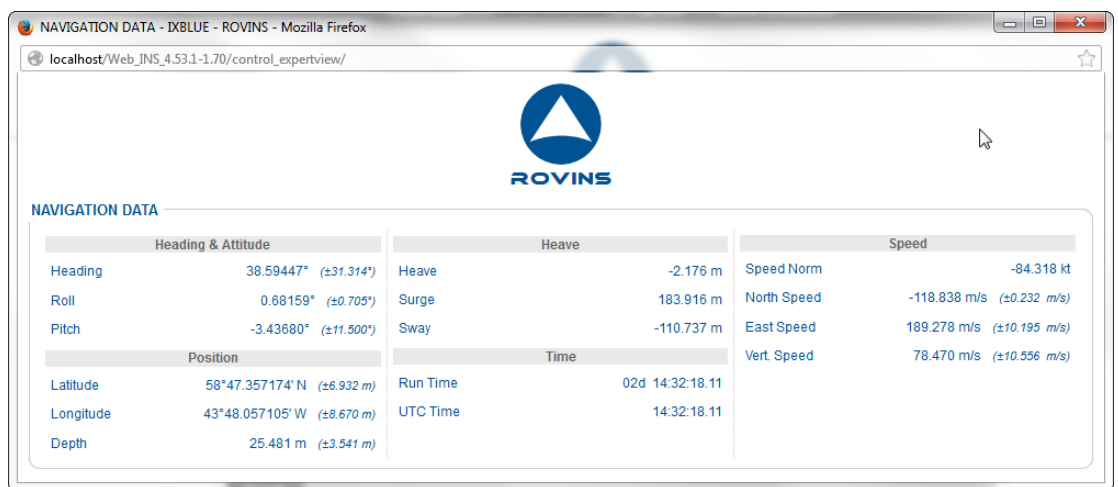 NAVIGATION DATA - IXBLUE - ROVINS - Mozilla Firefox
localhost/Web_INS_4.53.1-1.70/control_expertview/
ROVINS
NAVIGATION DATA
Heading & Attitude
Heading 38.59447° (±31.314°)
Roll 0.68159° (±0.705°)
Pitch -3.43680° (±11.500°)
Position
Latitude 58°47.357174' N (±6.932 m)
Longitude 43°48.057105' W (±8.670 m)
Depth 25.481 m (±3.541 m)
Heave
Heave -2.176 m
Surge 183.916 m
Sway -110.737 m
Time
Run Time 02d 14:32:18.11
UTC Time 14:32:18.11
Speed
Speed Norm -84.318 kt
North Speed -118.838 m/s (±0.232 m/s)
East Speed 189.278 m/s (±10.195 m/s)
Vert. Speed 78.470 m/s (±10.556 m/s)